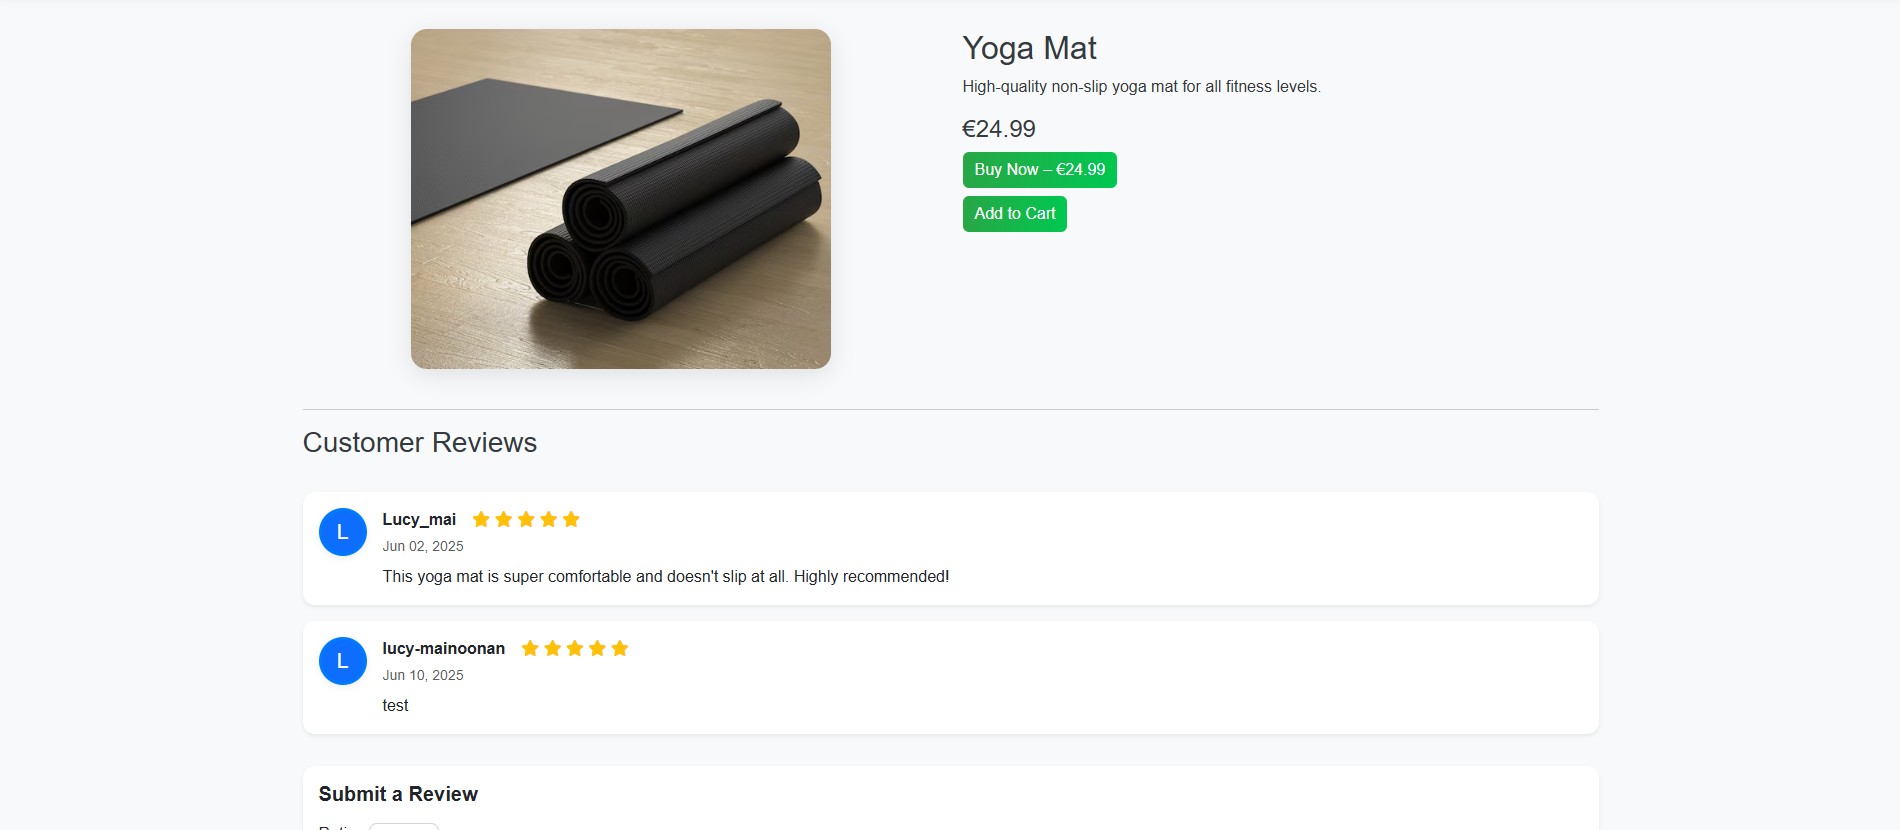 Yoga Mat
High-quality non-slip yoga mat for all fitness levels.
€24.99
Buy Now – €24.99
Add to Cart
Customer Reviews
L
Lucy_mai
Jun 02, 2025
This yoga mat is super comfortable and doesn't slip at all. Highly recommended!
L
lucy-mainoonan
Jun 10, 2025
test
Submit a Review